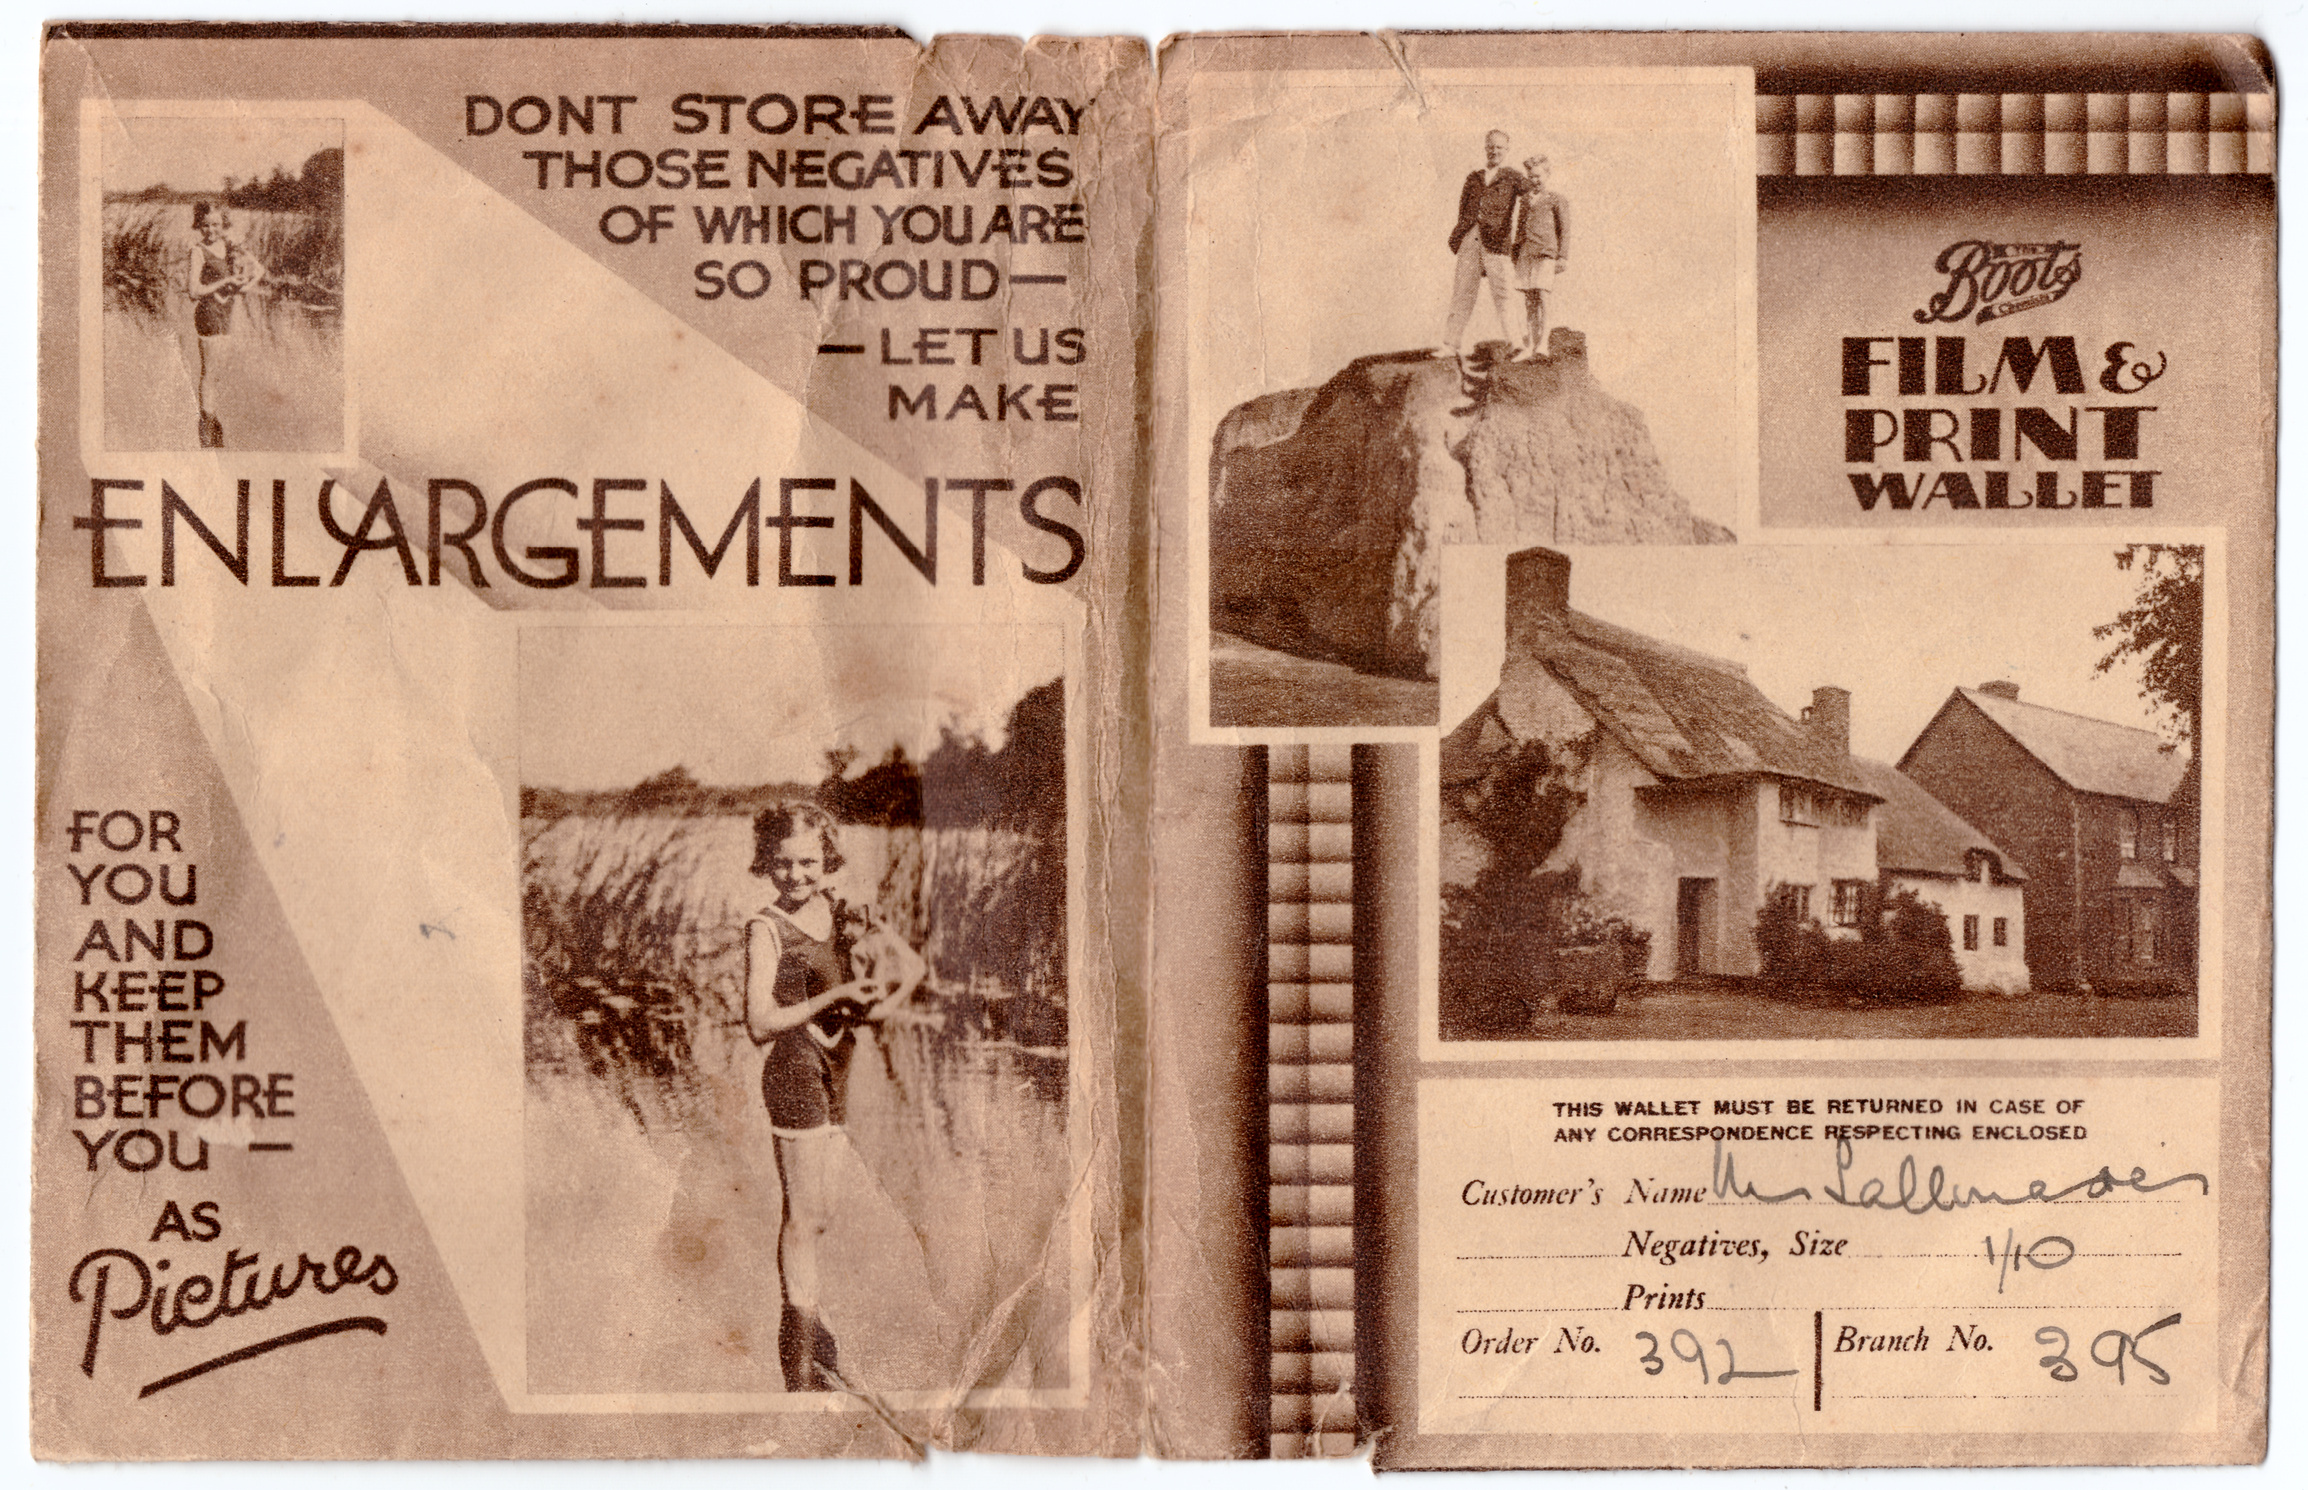 DONT STORE AWAY
THOSE NEGATIVES
OF WHICH YOU ARE
SO PROUD—
—LET US
MAKE
ENLARGEMENTS
FOR
YOU
AND
KEEP
THEM
BEFORE
YOU —
AS
Pictures
Boots
FILM &
PRINT
WALLET
THIS WALLET MUST BE RETURNED IN CASE OF
ANY CORRESPONDENCE RESPECTING ENCLOSED
Customer's Name
Negatives, Size 1/10
Prints
Order No. 392 Branch No. 395